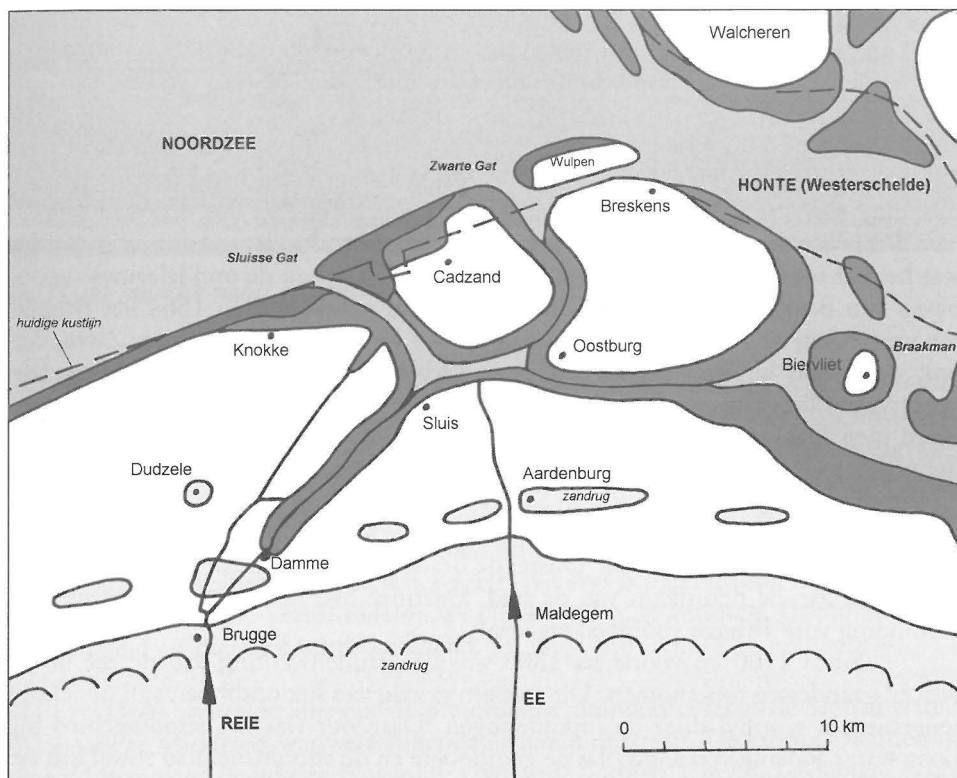 Walcheren
NOORDZEE
Zwarte Gat
Wulpen
HONTE (Westerschelde)
Breskens
Sluisse Gat
Cadzand
huidige kustlijn
Knokke
Oostburg
Braakman
Biervliet
Sluis
Dudzele
Aardenburg
zandrug
Damme
Maldegem
Brugge
zandrug
REIE
EE
0 10 km